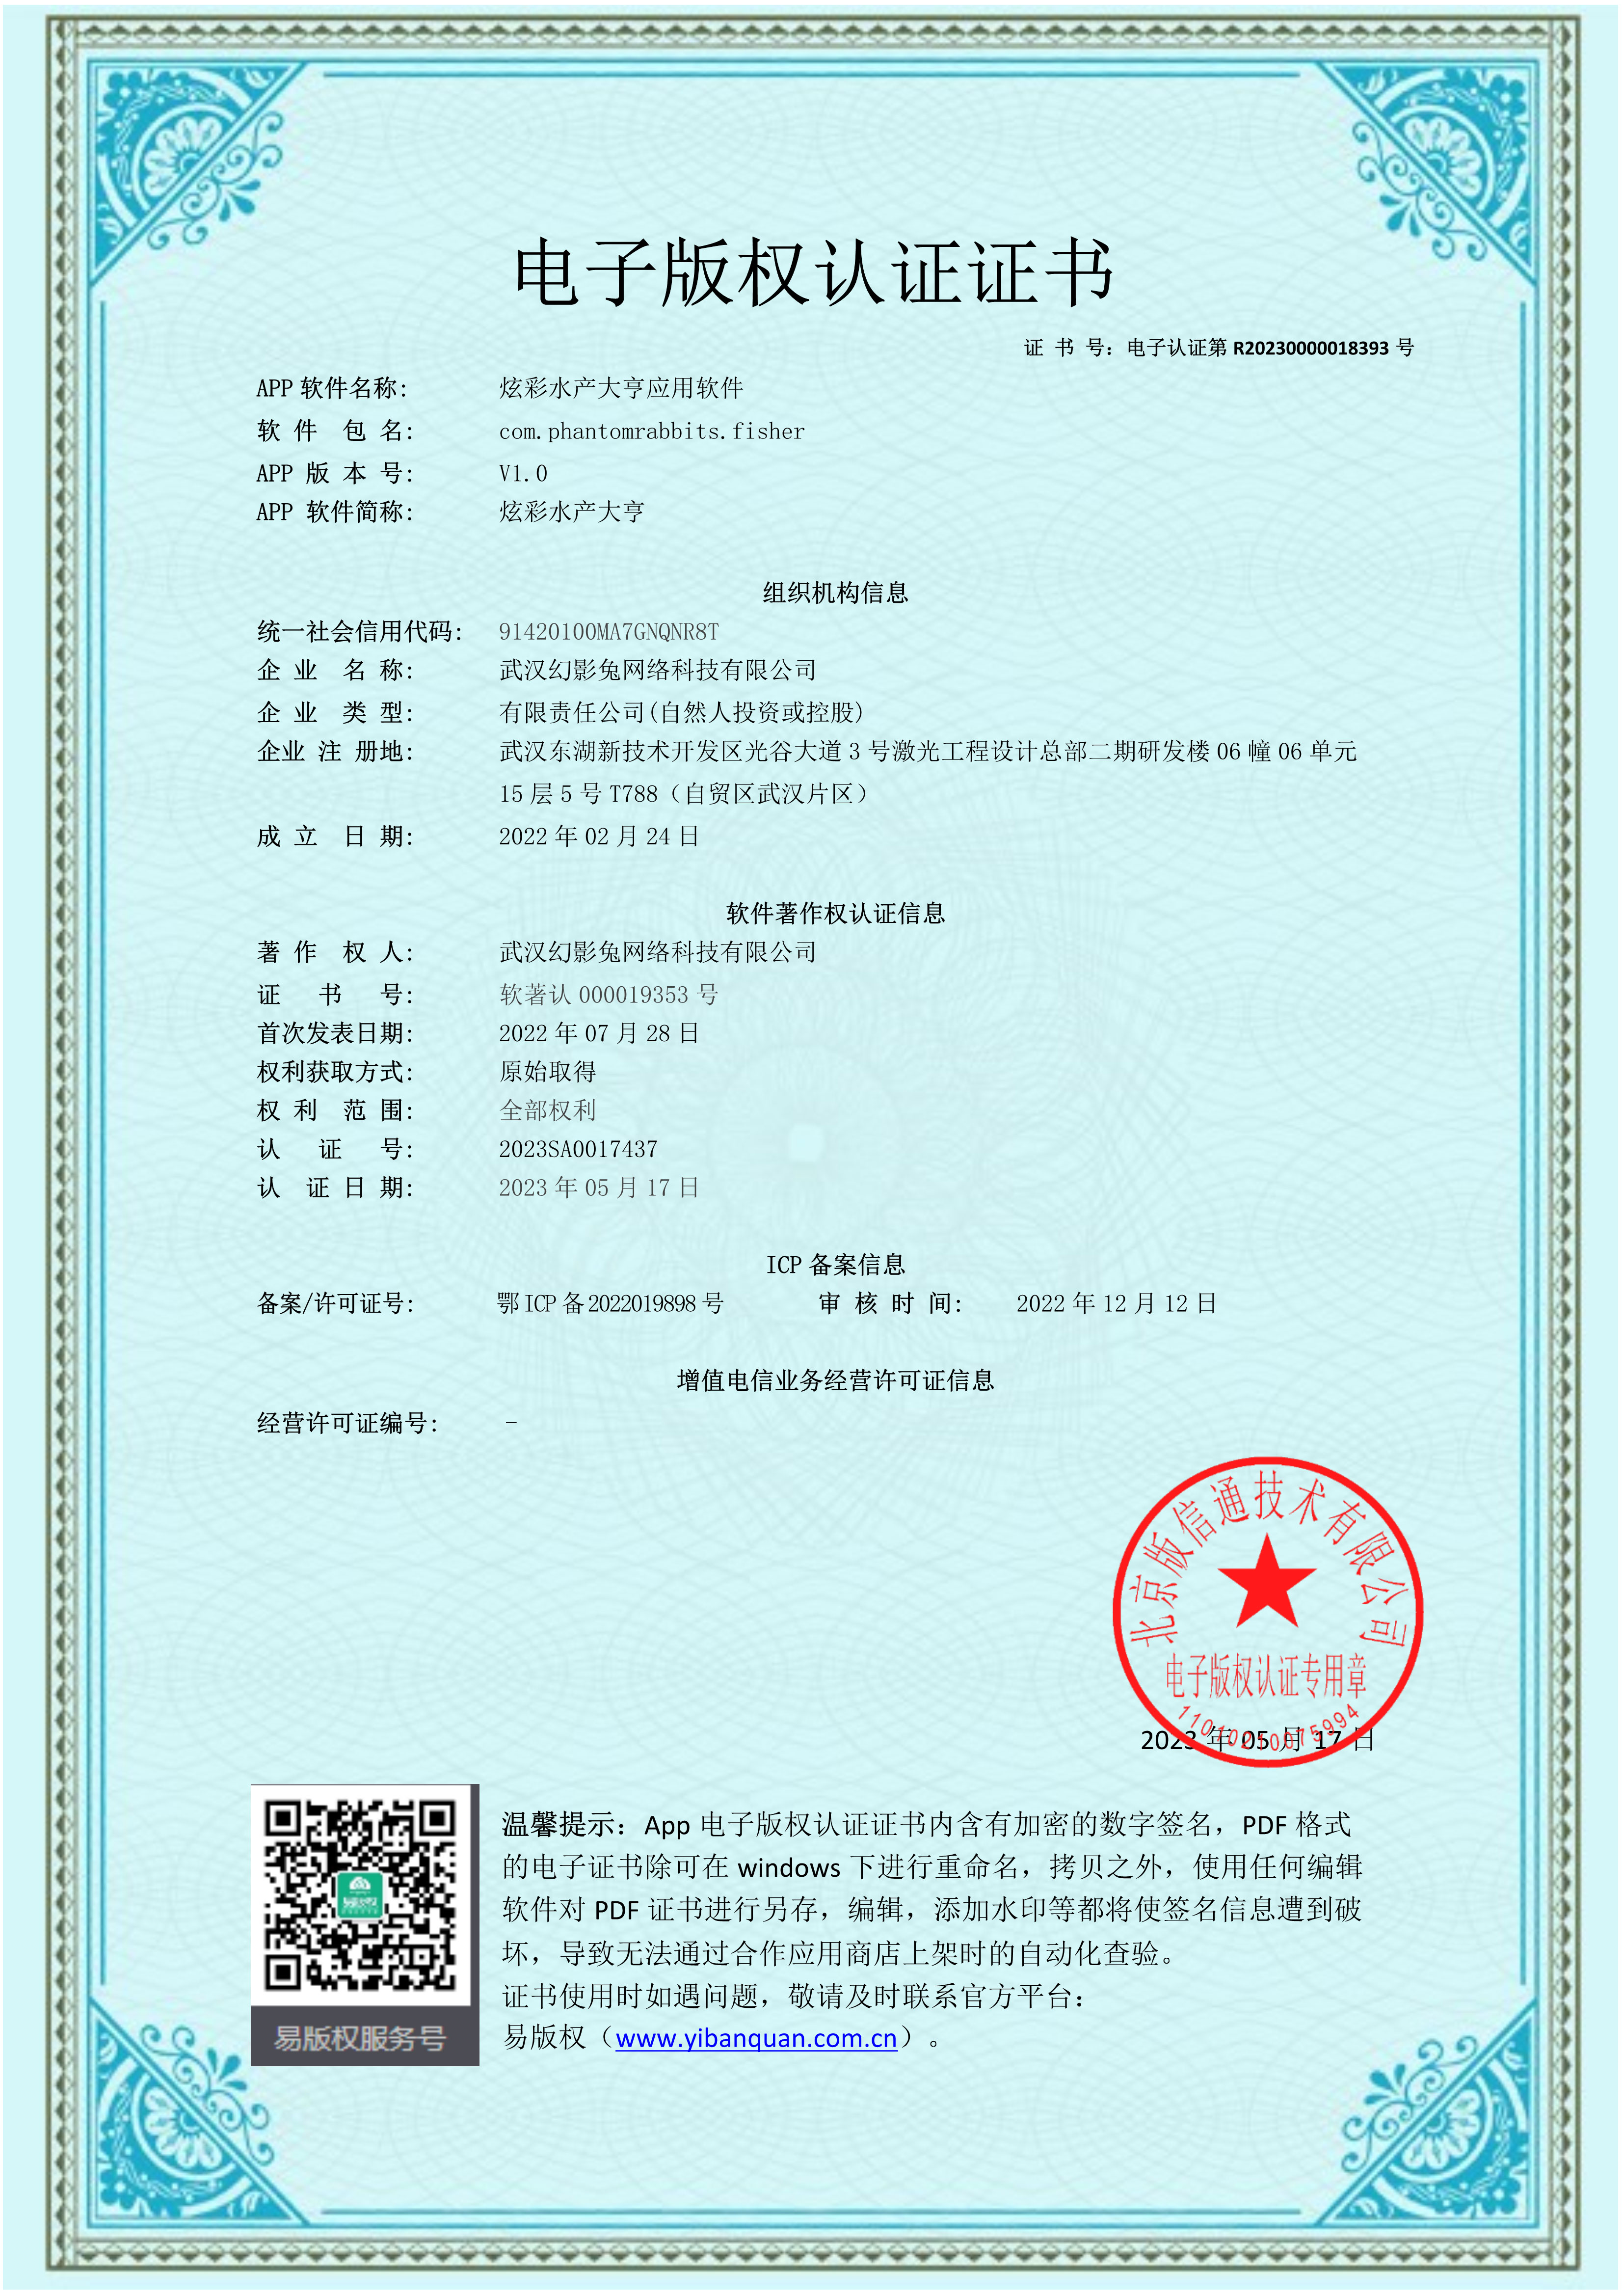 电子版权认证证书
证 书 号：电子认证第 R20230000018393 号
APP 软件名称: 炫彩水产大亨应用软件
软 件 包 名: com.phantomrabbits.fisher
APP 版 本 号: V1.0
APP 软件简称: 炫彩水产大亨
组织机构信息
统一社会信用代码: 91420100MA7GNQNR8T
企 业 名 称: 武汉幻影兔网络科技有限公司
企 业 类 型: 有限责任公司(自然人投资或控股)
企业 注 册地: 武汉东湖新技术开发区光谷大道 3 号激光工程设计总部二期研发楼 06 幢 06 单元
15 层 5 号 T788（自贸区武汉片区）
成 立 日 期: 2022 年 02 月 24 日
软件著作权认证信息
著 作 权 人: 武汉幻影兔网络科技有限公司
证 书 号: 软著认 000019353 号
首次发表日期: 2022 年 07 月 28 日
权利获取方式: 原始取得
权 利 范 围: 全部权利
认 证 号: 2023SA0017437
认 证 日 期: 2023 年 05 月 17 日
ICP 备案信息
备案/许可证号: 鄂 ICP 备 2022019898 号 审 核 时 间: 2022 年 12 月 12 日
增值电信业务经营许可证信息
经营许可证编号: -
北京版信通技术有限公司
电子版权认证专用章
2023 年 05 月 17 日
温馨提示：App 电子版权认证证书内含有加密的数字签名，PDF 格式
的电子证书除可在 windows 下进行重命名，拷贝之外，使用任何编辑
软件对 PDF 证书进行另存，编辑，添加水印等都将使签名信息遭到破
坏，导致无法通过合作应用商店上架时的自动化查验。
证书使用时如遇问题，敬请及时联系官方平台：
易版权（www.yibanquan.com.cn）。
易版权服务号